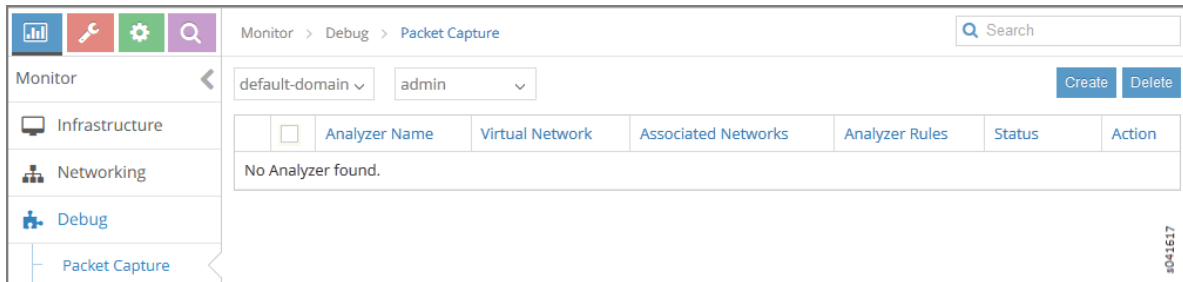 Monitor > Debug > Packet Capture
Search
Monitor
default-domain
admin
Create
Delete
Infrastructure
Analyzer Name Virtual Network Associated Networks Analyzer Rules Status Action
Networking
No Analyzer found.
Debug
Packet Capture
s041617